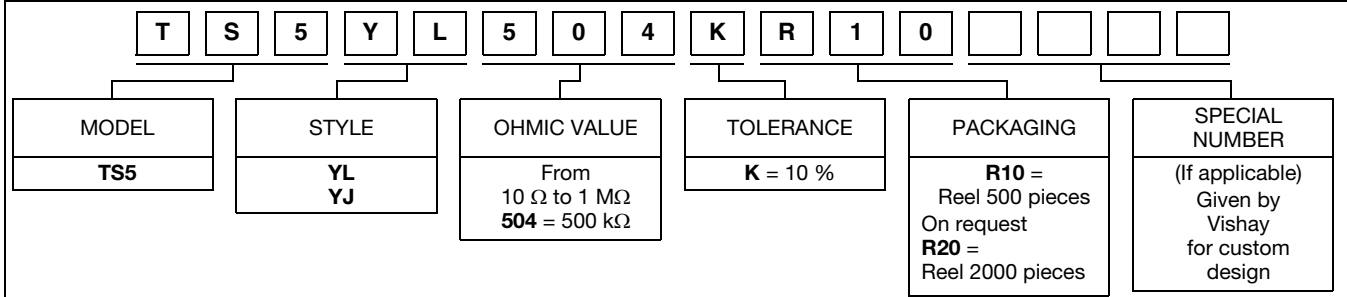 T S 5 Y L 5 0 4 K R 1 0
MODEL
TS5
STYLE
YL
YJ
OHMIC VALUE
From
10 Ω to 1 MΩ
504 = 500 kΩ
TOLERANCE
K = 10 %
PACKAGING
R10 =
Reel 500 pieces
On request
R20 =
Reel 2000 pieces
SPECIAL
NUMBER
(If applicable)
Given by
Vishay
for custom
design